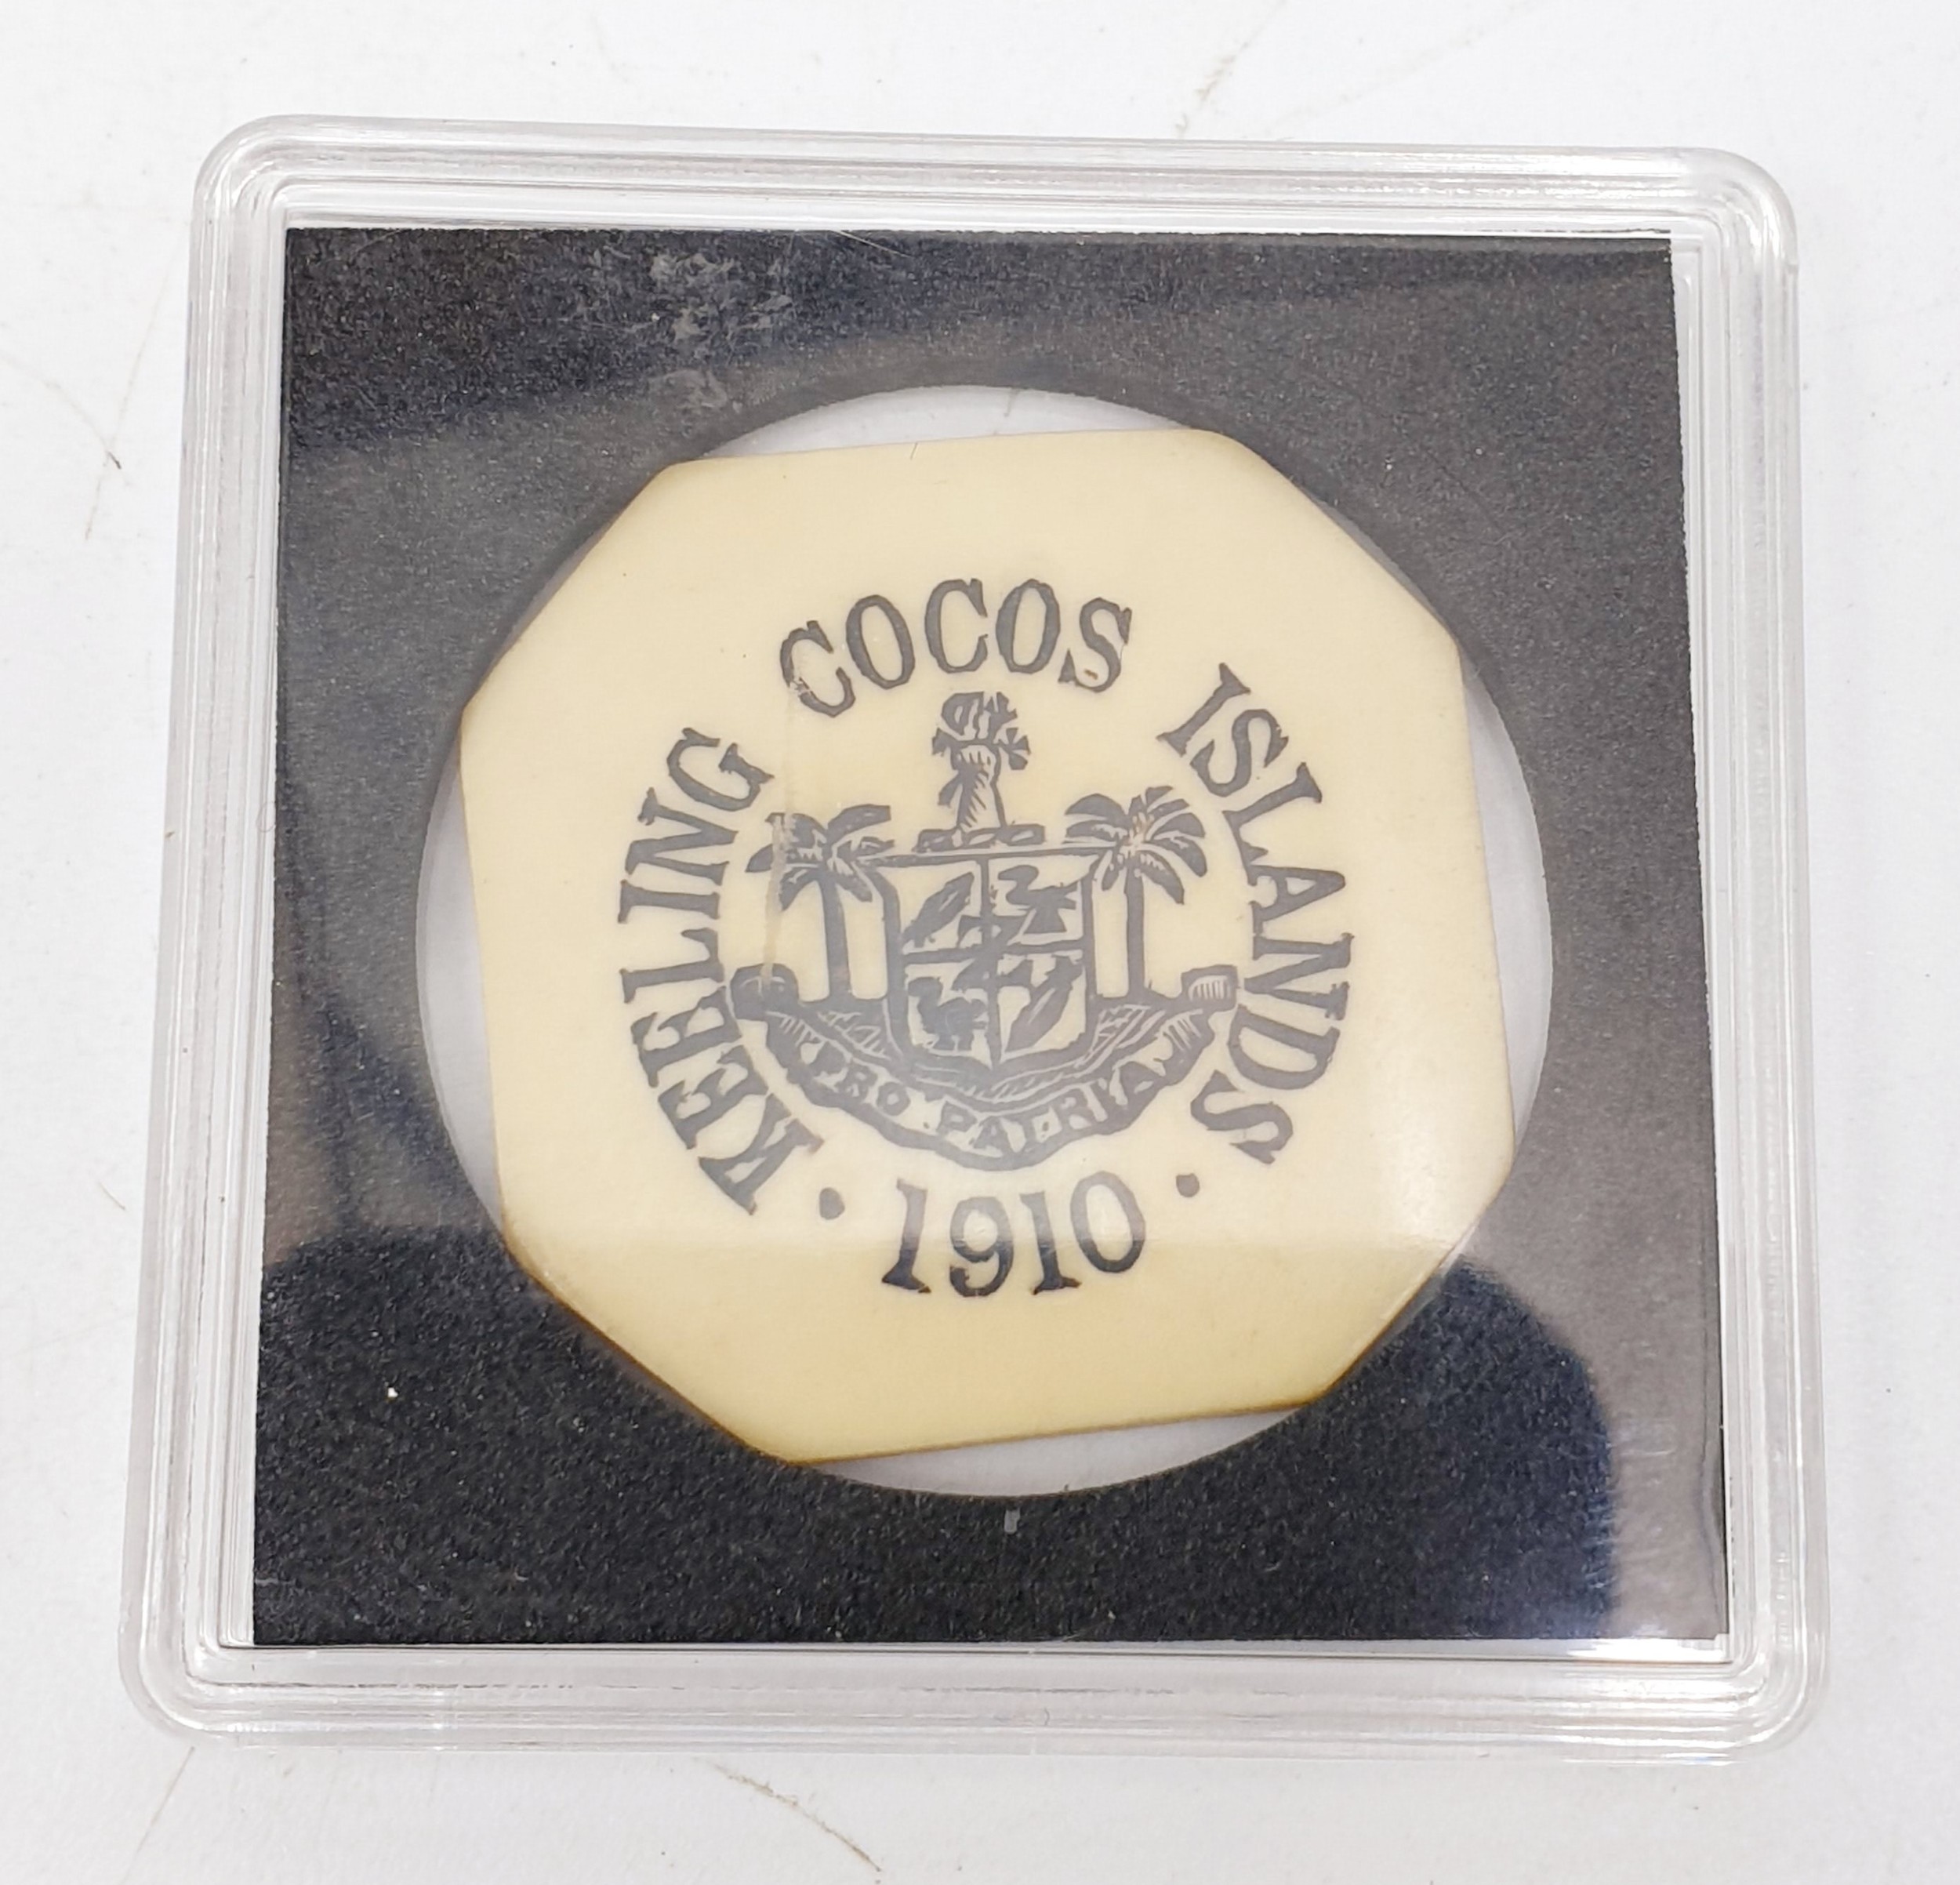 KEELING COCOS ISLANDS
PRO PATRIA
· 1910 ·